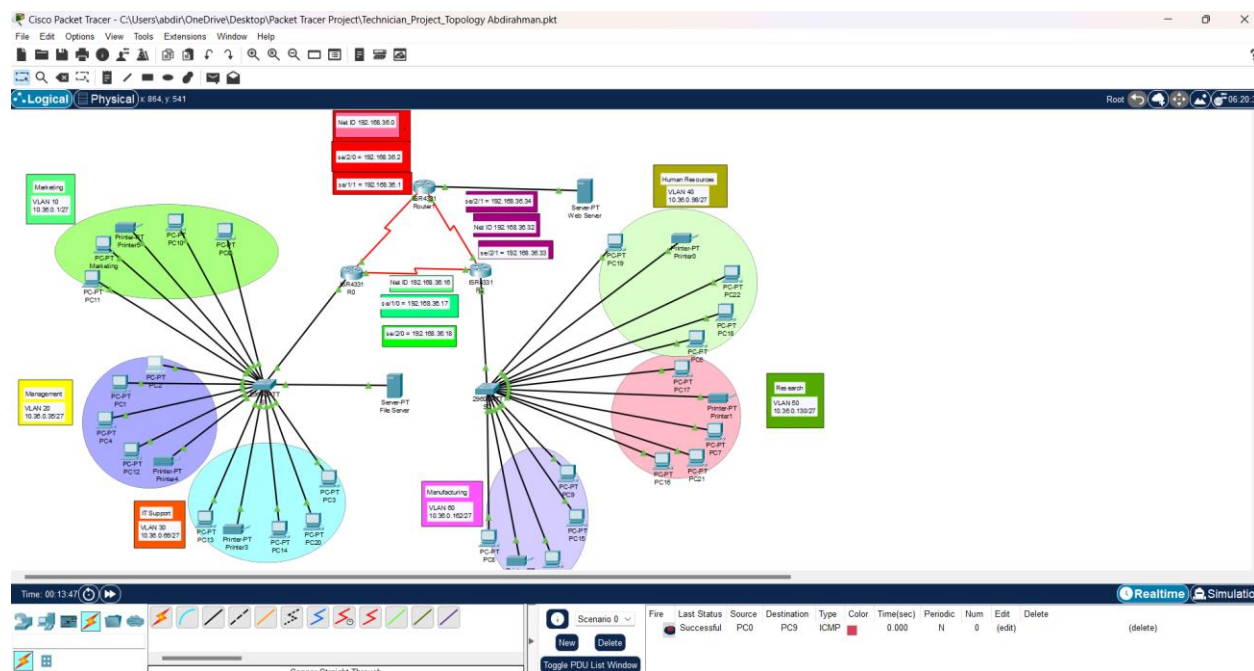 Cisco Packet Tracer - C:\Users\abdir\OneDrive\Desktop\Packet Tracer Project\Technician_Project_Topology Abdirahman.pkt
File Edit Options View Tools Extensions Window Help
Logical Physical x: 864, y: 541
Root 06:20:
Net ID 192.168.36.0
se/2/0 = 192.168.36.2
se/1/1 = 192.168.36.1
ISR4331
Router1
Server-PT
Web Server
se/2/1 = 192.168.36.34
Net ID 192.168.36.32
se/2/1 = 192.168.36.33
Human Resources
VLAN 40
10.36.0.98/27
Marketing
VLAN 10
10.36.0.1/27
Printer-PT
Printer5
PC-PT
PC10
PC-PT
PC0
PC-PT
Marketing
PC-PT
PC11
ISR4331
R0
ISR4331
Net ID 192.168.36.16
se/1/0 = 192.168.36.17
se/2/0 = 192.168.36.18
PC-PT
PC19
Printer-PT
Printer0
PC-PT
PC22
PC-PT
PC18
PC-PT
Management
VLAN 20
10.36.0.35/27
PC-PT
PC2
PC-PT
PC1
PC-PT
PC4
PC-PT
PC12
Printer-PT
Printer4
Server-PT
File Server
PC-PT
PC17
Printer-PT
Printer1
PC-PT
PC7
PC-PT
PC16
PC-PT
PC21
Research
VLAN 50
10.36.0.130/27
IT Support
VLAN 30
10.36.0.66/27
PC-PT
PC13
Printer-PT
Printer3
PC-PT
PC14
PC-PT
PC20
PC-PT
PC3
Manufacturing
VLAN 60
10.36.0.162/27
PC-PT
PC9
PC-PT
PC15
PC-PT
PC8
Time: 00:13:47
Realtime Simulation
Scenario 0
New Delete
Toggle PDU List Window
Fire Last Status Source Destination Type Color Time(sec) Periodic Num Edit Delete
Successful PC0 PC9 ICMP 0.000 N 0 (edit) (delete)
Copper Straight-Through